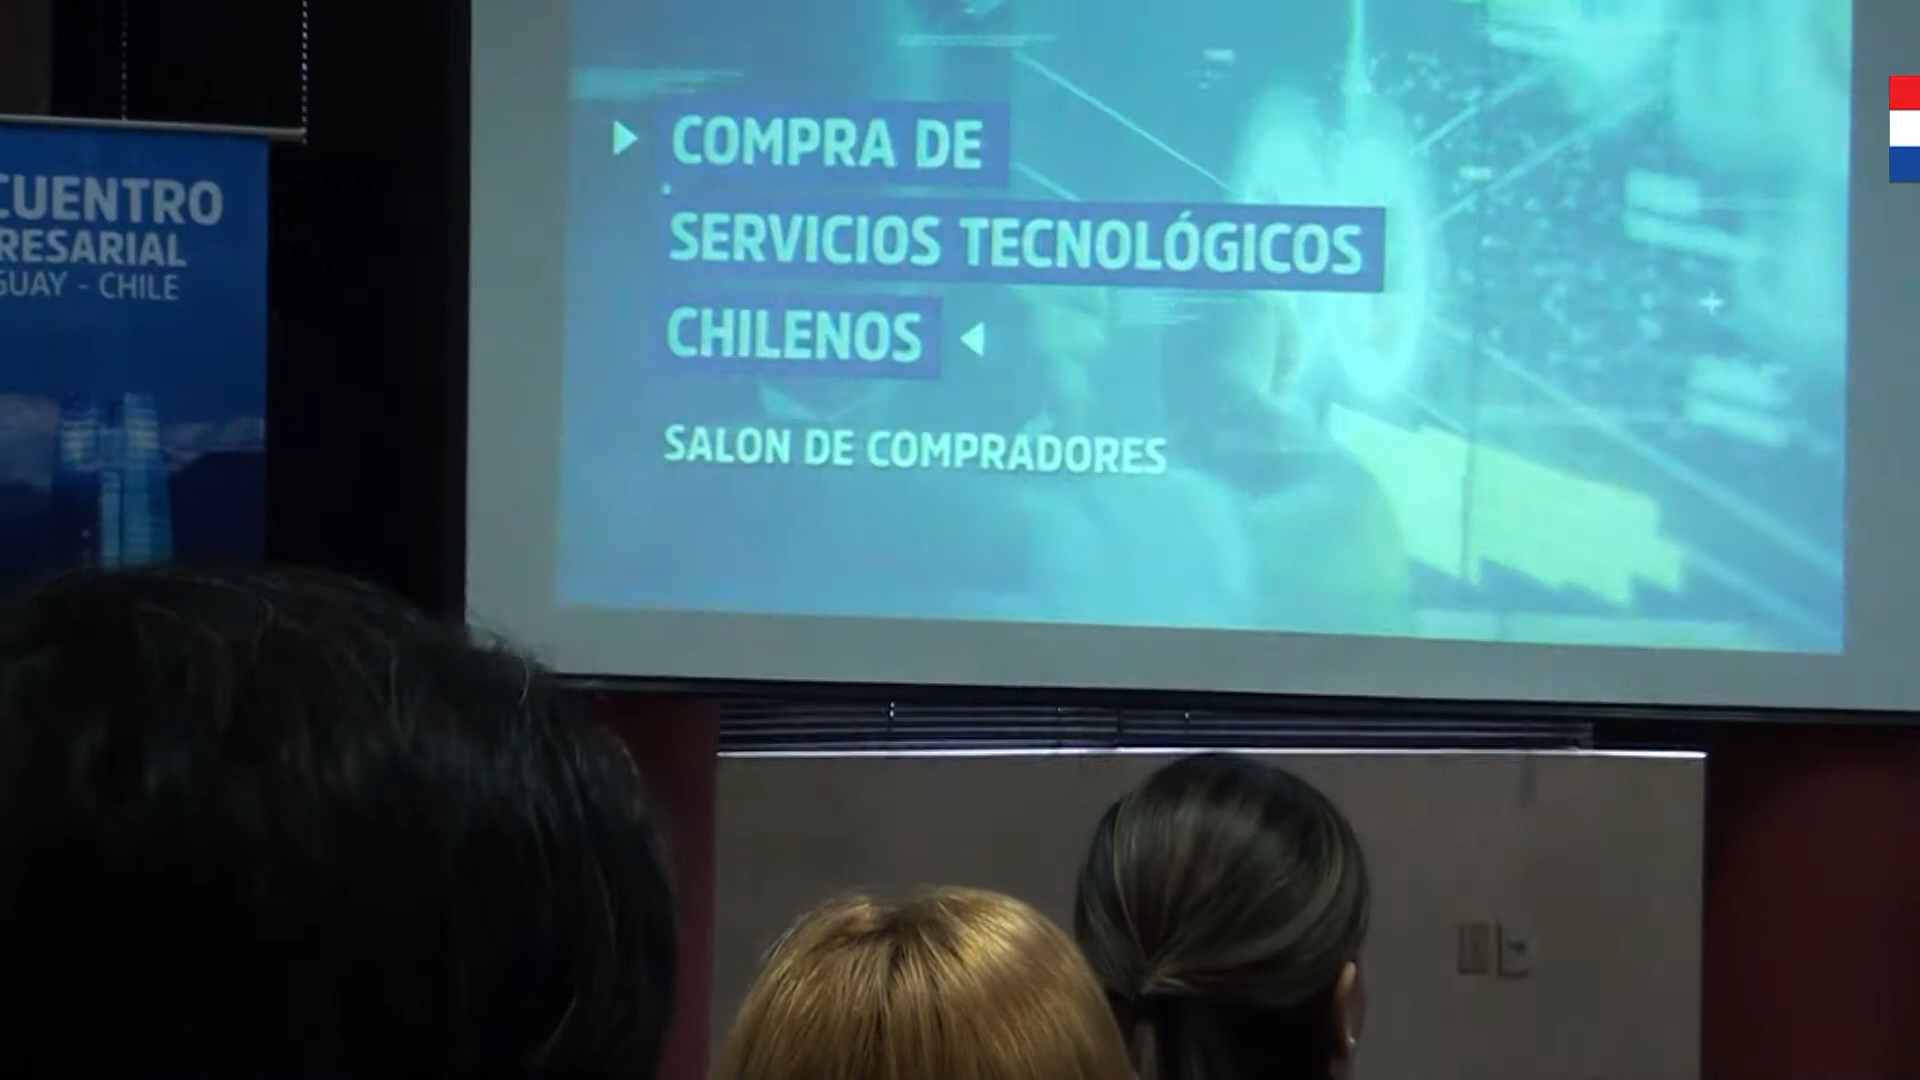 CUENTRO
RESARIAL
GUAY - CHILE
COMPRA DE
SERVICIOS TECNOLÓGICOS
CHILENOS
SALON DE COMPRADORES